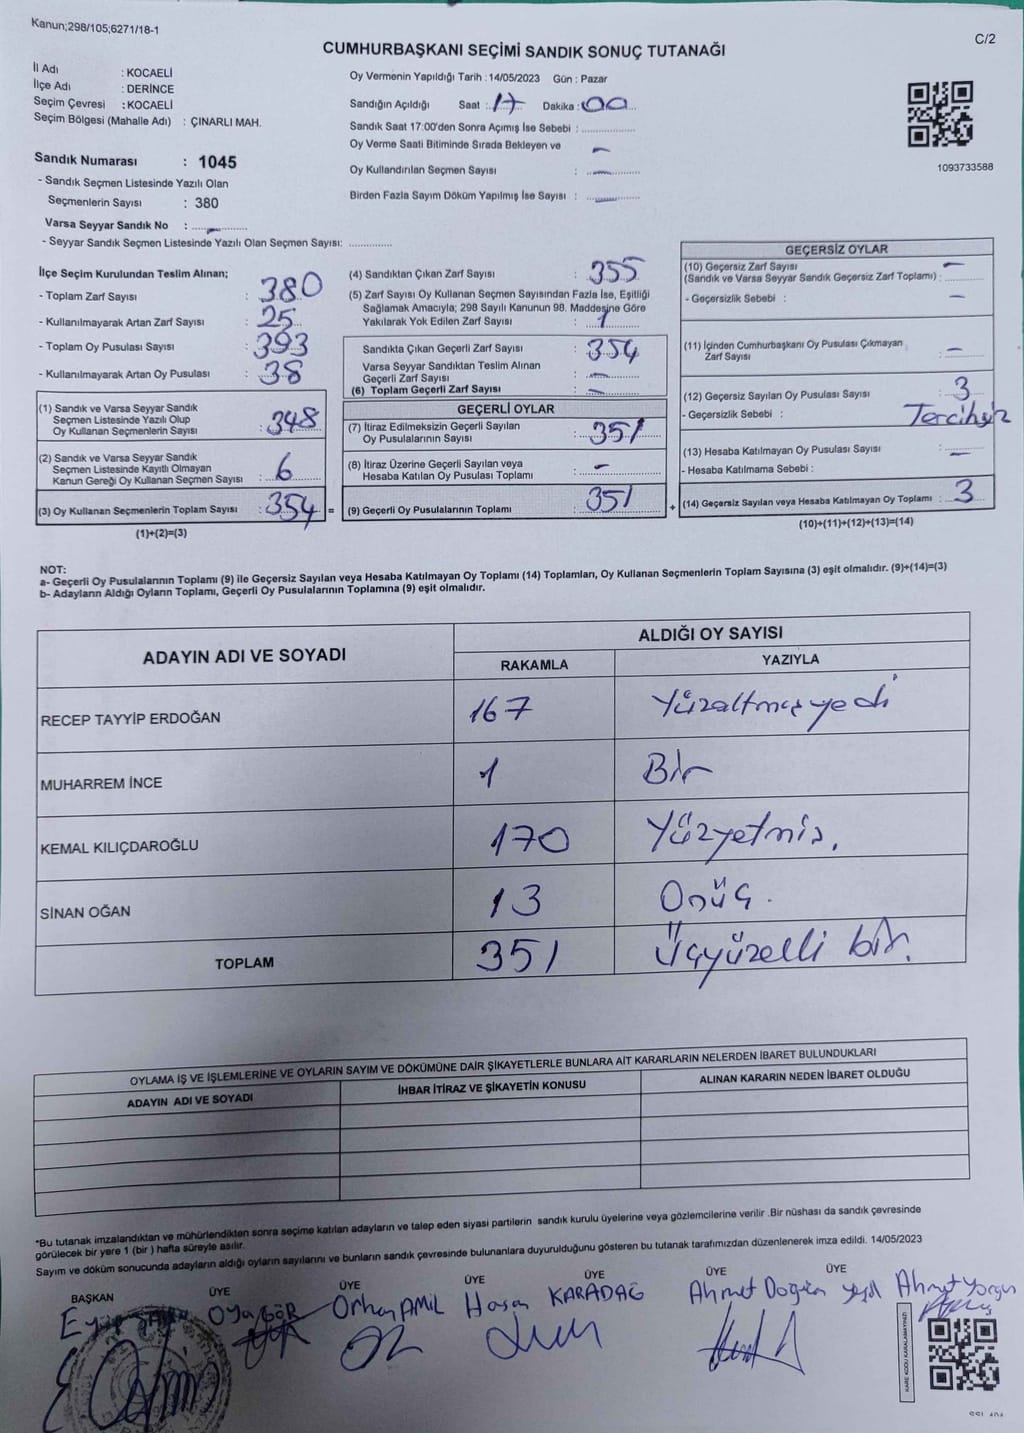 Kanun;298/105;6271/18-1
C/2
CUMHURBAŞKANI SEÇİMİ SANDIK SONUÇ TUTANAĞI
İl Adı : KOCAELİ
İlçe Adı : DERİNCE
Seçim Çevresi : KOCAELİ
Seçim Bölgesi (Mahalle Adı) : ÇINARLI MAH.
Sandık Numarası : 1045
- Sandık Seçmen Listesinde Yazılı Olan
Seçmenlerin Sayısı : 380
Varsa Seyyar Sandık No : -
- Seyyar Sandık Seçmen Listesinde Yazılı Olan Seçmen Sayısı: ..............
Oy Vermenin Yapıldığı Tarih : 14/05/2023 Gün : Pazar
Sandığın Açıldığı Saat : 17 Dakika : 00
Sandık Saat 17:00'den Sonra Açımış İse Sebebi : ..............
Oy Verme Saati Bitiminde Sırada Bekleyen ve
Oy Kullandırılan Seçmen Sayısı : -
Birden Fazla Sayım Döküm Yapılmış İse Sayısı : -
1093733588
İlçe Seçim Kurulundan Teslim Alınan;
- Toplam Zarf Sayısı : 380
- Kullanılmayarak Artan Zarf Sayısı : 25
- Toplam Oy Pusulası Sayısı : 393
- Kullanılmayarak Artan Oy Pusulası : 38
(1) Sandık ve Varsa Seyyar Sandık
Seçmen Listesinde Yazılı Olup
Oy Kullanan Seçmenlerin Sayısı : 348
(2) Sandık ve Varsa Seyyar Sandık
Seçmen Listesinde Kayıtlı Olmayan
Kanun Gereği Oy Kullanan Seçmen Sayısı : 6
(3) Oy Kullanan Seçmenlerin Toplam Sayısı : 354 =
(1)+(2)=(3)
(4) Sandıktan Çıkan Zarf Sayısı : 355
(5) Zarf Sayısı Oy Kullanan Seçmen Sayısından Fazla İse, Eşitliği
Sağlamak Amacıyla; 298 Sayılı Kanunun 98. Maddesine Göre
Yakılarak Yok Edilen Zarf Sayısı : 1
Sandıkta Çıkan Geçerli Zarf Sayısı : 354
Varsa Seyyar Sandıktan Teslim Alınan
Geçerli Zarf Sayısı : -
(6) Toplam Geçerli Zarf Sayısı : -
GEÇERLİ OYLAR
(7) İtiraz Edilmeksizin Geçerli Sayılan
Oy Pusulalarının Sayısı : 351
(8) İtiraz Üzerine Geçerli Sayılan veya
Hesaba Katılan Oy Pusulası Toplamı : -
(9) Geçerli Oy Pusulalarının Toplamı : 351 +
GEÇERSİZ OYLAR
(10) Geçersiz Zarf Sayısı
(Sandık ve Varsa Seyyar Sandık Geçersiz Zarf Toplamı) : -
- Geçersizlik Sebebi : -
(11) İçinden Cumhurbaşkanı Oy Pusulası Çıkmayan
Zarf Sayısı : -
(12) Geçersiz Sayılan Oy Pusulası Sayısı : 3
- Geçersizlik Sebebi : Tercihsiz
(13) Hesaba Katılmayan Oy Pusulası Sayısı : -
- Hesaba Katılmama Sebebi :
(14) Geçersiz Sayılan veya Hesaba Katılmayan Oy Toplamı : 3
(10)+(11)+(12)+(13)=(14)
NOT:
a- Geçerli Oy Pusulalarının Toplamı (9) ile Geçersiz Sayılan veya Hesaba Katılmayan Oy Toplamı (14) Toplamları, Oy Kullanan Seçmenlerin Toplam Sayısına (3) eşit olmalıdır. (9)+(14)=(3)
b- Adayların Aldığı Oyların Toplamı, Geçerli Oy Pusulalarının Toplamına (9) eşit olmalıdır.
ADAYIN ADI VE SOYADI
ALDIĞI OY SAYISI
RAKAMLA YAZIYLA
RECEP TAYYİP ERDOĞAN 167 Yüzaltmışyedi
MUHARREM İNCE 1 Bir
KEMAL KILIÇDAROĞLU 170 Yüzyetmiş.
SİNAN OĞAN 13 Onüç.
TOPLAM 351 Üçyüzelli bir.
OYLAMA İŞ VE İŞLEMLERİNE VE OYLARIN SAYIM VE DÖKÜMÜNE DAİR ŞİKAYETLERLE BUNLARA AİT KARARLARIN NELERDEN İBARET BULUNDUKLARI
ADAYIN ADI VE SOYADI İHBAR İTİRAZ VE ŞİKAYETİN KONUSU ALINAN KARARIN NEDEN İBARET OLDUĞU
*Bu tutanak imzalandıktan ve mühürlendikten sonra seçime katılan adayların ve talep eden siyasi partilerin sandık kurulu üyelerine veya gözlemcilerine verilir .Bir nüshası da sandık çevresinde
görülecek bir yere 1 (bir ) hafta süreyle asılır.
Sayım ve döküm sonucunda adayların aldığı oyların sayılarını ve bunların sandık çevresinde bulunanlara duyurulduğunu gösteren bu tutanak tarafımızdan düzenlenerek imza edildi. 14/05/2023
BAŞKAN ÜYE ÜYE ÜYE ÜYE ÜYE ÜYE
Oya GÖR Orhan AMİL Hasan KARADAĞ Ahmet Doğan Ahmet Yorgun
KARE KODU KARALAMAYINIZ!